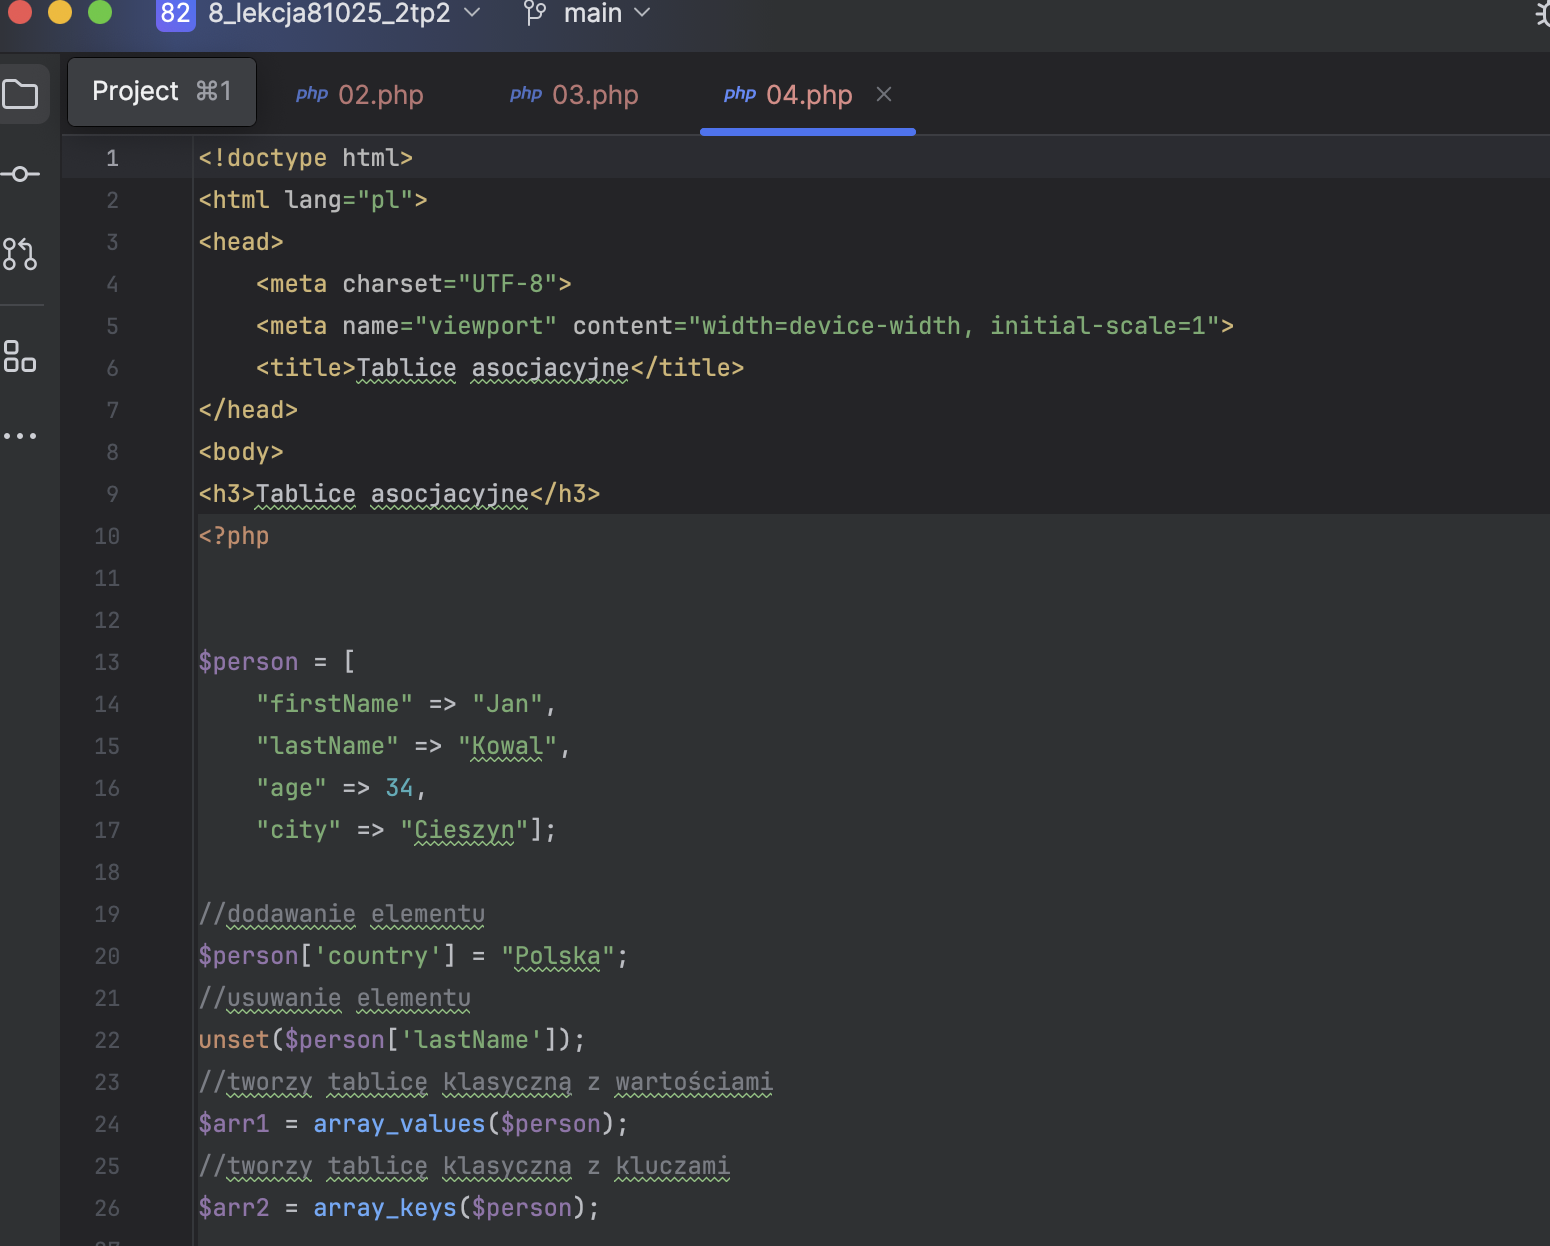 82 8_lekcja81025_2tp2 main
Project ⌘1
php 02.php
php 03.php
php 04.php
1 <!doctype html>
2 <html lang="pl">
3 <head>
4     <meta charset="UTF-8">
5     <meta name="viewport" content="width=device-width, initial-scale=1">
6     <title>Tablice asocjacyjne</title>
7 </head>
8 <body>
9 <h3>Tablice asocjacyjne</h3>
10 <?php
11
12
13 $person = [
14     "firstName" => "Jan",
15     "lastName" => "Kowal",
16     "age" => 34,
17     "city" => "Cieszyn"];
18
19 //dodawanie elementu
20 $person['country'] = "Polska";
21 //usuwanie elementu
22 unset($person['lastName']);
23 //tworzy tablicę klasyczną z wartościami
24 $arr1 = array_values($person);
25 //tworzy tablicę klasyczna z kluczami
26 $arr2 = array_keys($person);